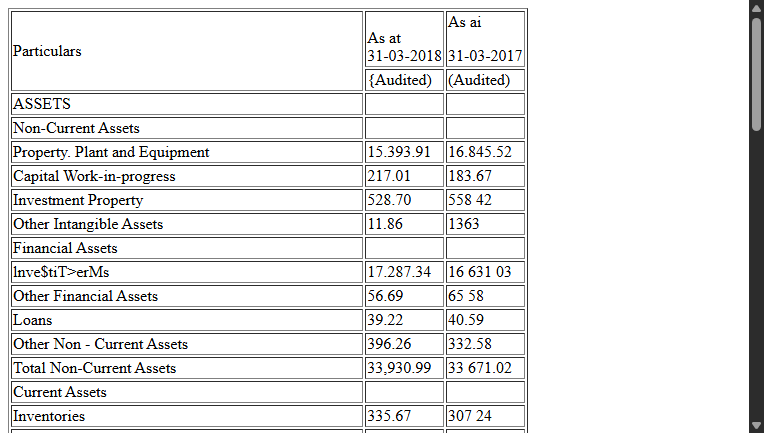 Particulars As at 31-03-2018 As ai 31-03-2017
{Audited) (Audited)
ASSETS
Non-Current Assets
Property. Plant and Equipment 15.393.91 16.845.52
Capital Work-in-progress 217.01 183.67
Investment Property 528.70 558 42
Other Intangible Assets 11.86 1363
Financial Assets
lnve$tiT>erMs 17.287.34 16 631 03
Other Financial Assets 56.69 65 58
Loans 39.22 40.59
Other Non - Current Assets 396.26 332.58
Total Non-Current Assets 33,930.99 33 671.02
Current Assets
Inventories 335.67 307 24